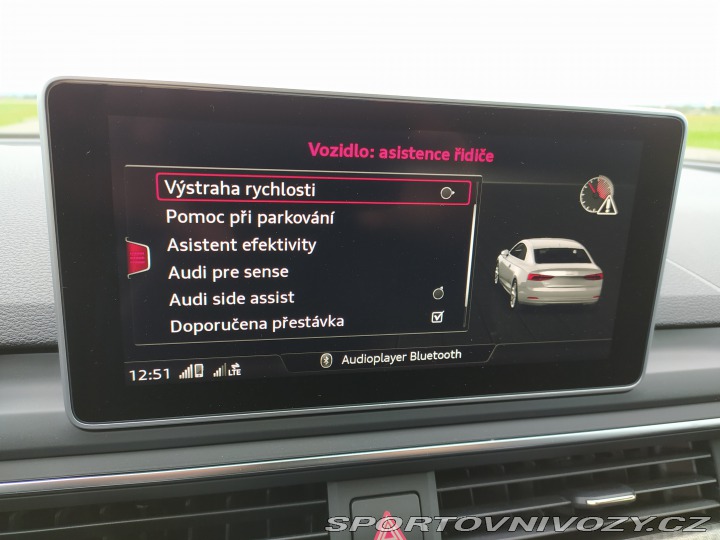 Vozidlo: asistence řidiče
Výstraha rychlosti
Pomoc při parkování
Asistent efektivity
Audi pre sense
Audi side assist
Doporučena přestávka
Audioplayer Bluetooth
12:51
LTE
SPORTOVNIVOZY.CZ